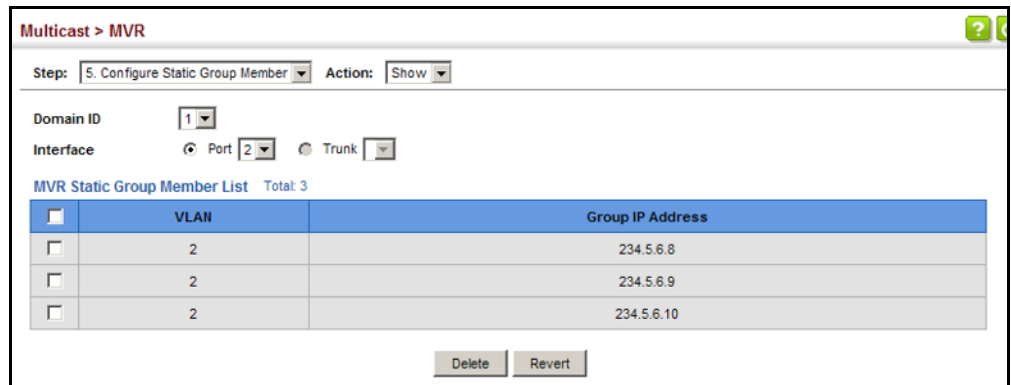 Multicast > MVR
?
Step: 5. Configure Static Group Member Action: Show
Domain ID 1
Interface Port 2 Trunk
MVR Static Group Member List Total: 3
VLAN Group IP Address
2 234.5.6.8
2 234.5.6.9
2 234.5.6.10
Delete Revert